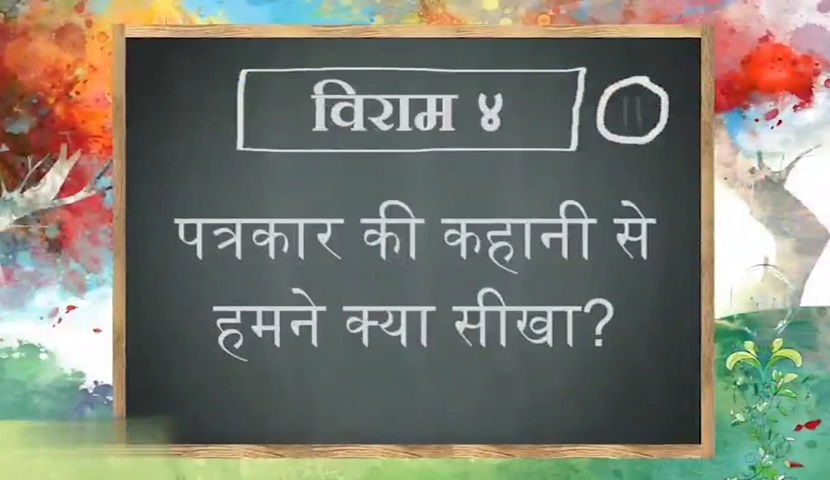 विराम ४
पत्रकार की कहानी से
हमने क्या सीखा?